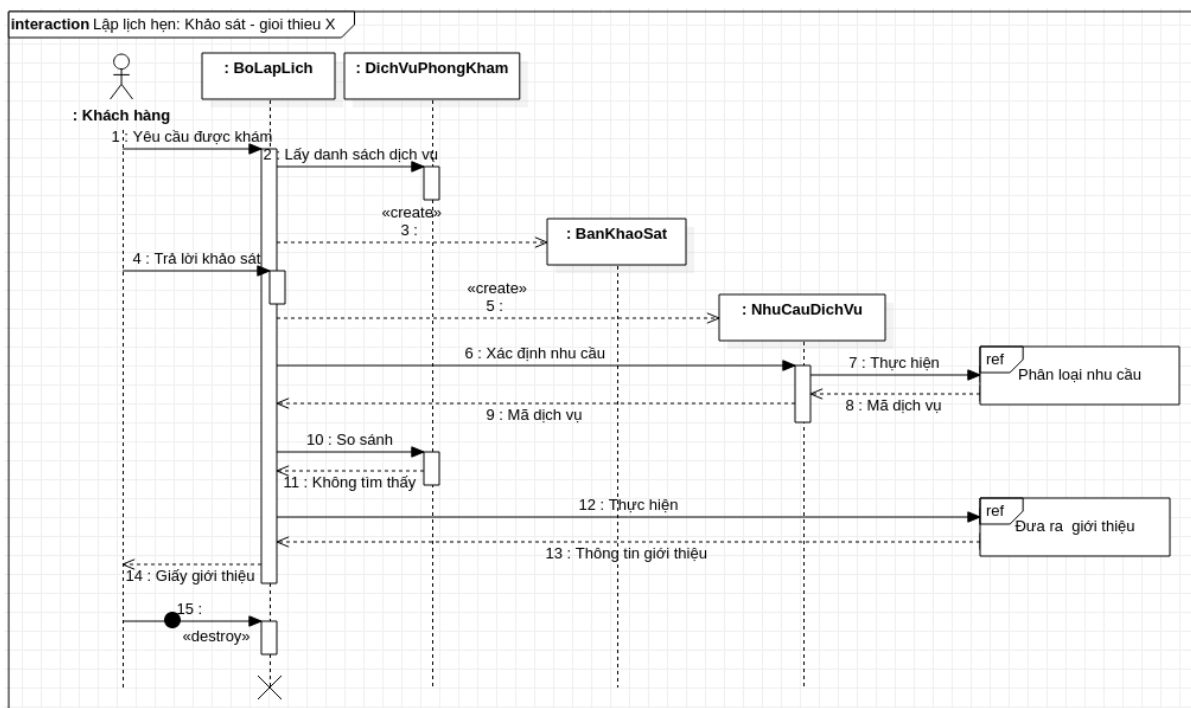 interaction Lập lịch hẹn: Khảo sát - gioi thieu X
: BoLapLich
: DichVuPhongKham
: Khách hàng
1 : Yêu cầu được khám
2 : Lấy danh sách dịch vụ
«create»
3 :
: BanKhaoSat
4 : Trả lời khảo sát
«create»
5 :
: NhuCauDichVu
6 : Xác định nhu cầu
7 : Thực hiện
ref
Phân loại nhu cầu
8 : Mã dịch vụ
9 : Mã dịch vụ
10 : So sánh
11 : Không tìm thấy
12 : Thực hiện
ref
Đưa ra giới thiệu
13 : Thông tin giới thiệu
14 : Giấy giới thiệu
15 :
«destroy»